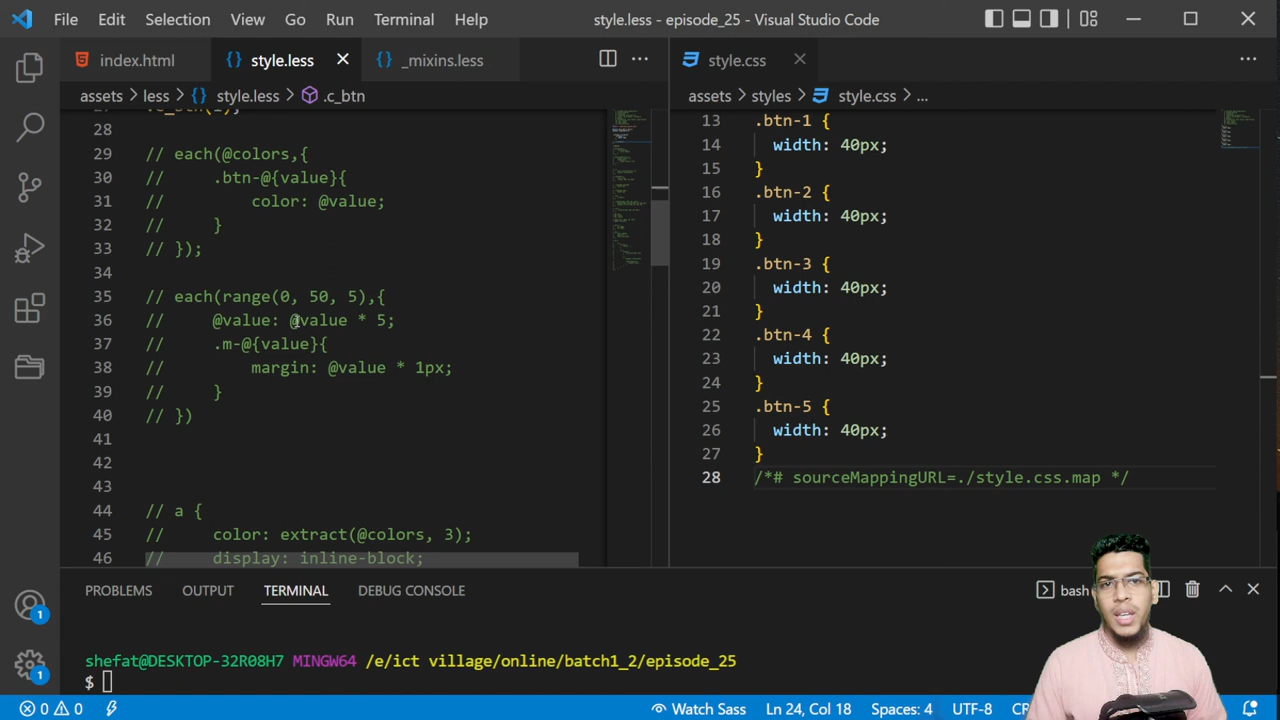 File Edit Selection View Go Run Terminal Help style.less - episode_25 - Visual Studio Code
index.html style.less _mixins.less style.css
assets > less > style.less > .c_btn assets > styles > style.css > ...
28
29 // each(@colors,{
30 // .btn-@{value}{
31 // color: @value;
32 // }
33 // });
34
35 // each(range(0, 50, 5),{
36 // @value: @value * 5;
37 // .m-@{value}{
38 // margin: @value * 1px;
39 // }
40 // })
41
42
43
44 // a {
45 // color: extract(@colors, 3);
46 // display: inline-block;
13 .btn-1 {
14 width: 40px;
15 }
16 .btn-2 {
17 width: 40px;
18 }
19 .btn-3 {
20 width: 40px;
21 }
22 .btn-4 {
23 width: 40px;
24 }
25 .btn-5 {
26 width: 40px;
27 }
28 /*# sourceMappingURL=./style.css.map */
PROBLEMS OUTPUT TERMINAL DEBUG CONSOLE bash
shefat@DESKTOP-32R08H7 MINGW64 /e/ict village/online/batch1_2/episode_25
$
1
1
0 0 Watch Sass Ln 24, Col 18 Spaces: 4 UTF-8